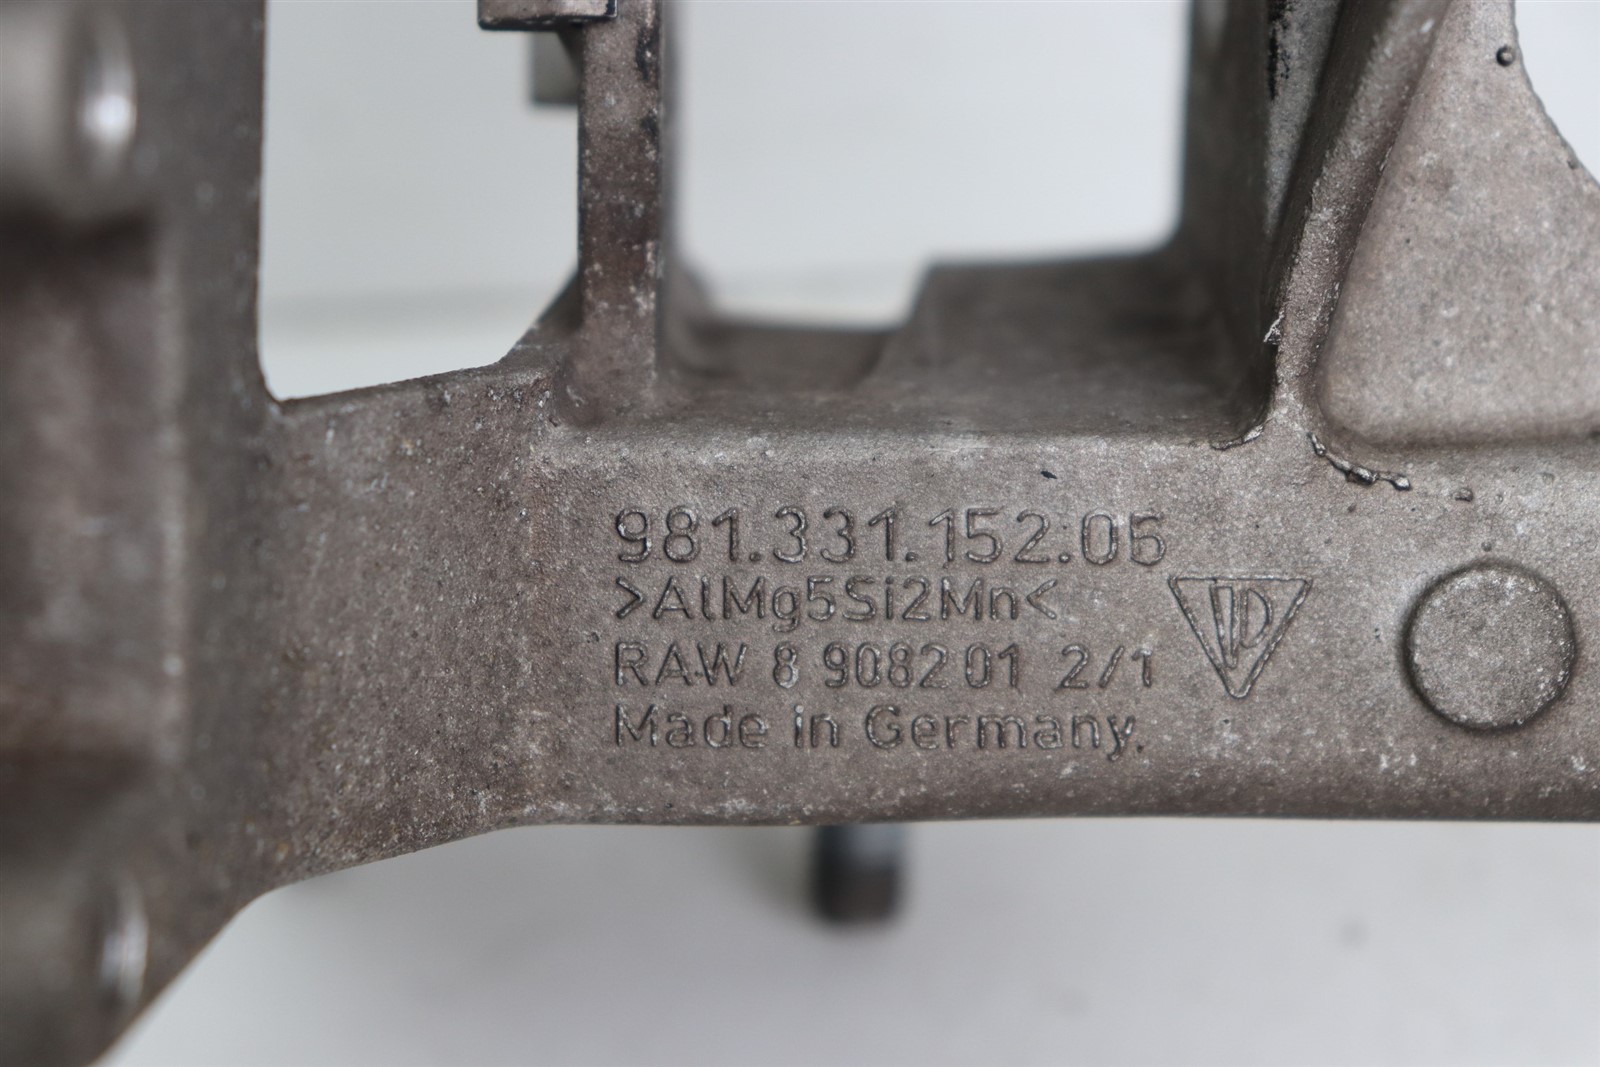 981.331.152.05
>AlMg5Si2Mn<
RAW 8 9082 01 2/1
Made in Germany.